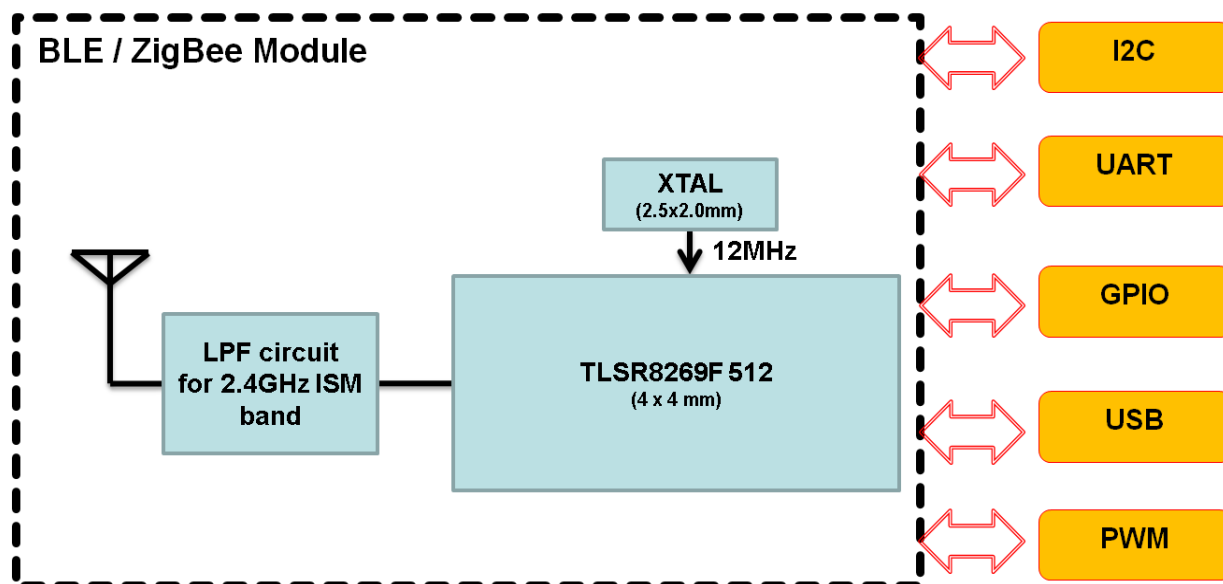 BLE / ZigBee Module
I2C
UART
XTAL
(2.5x2.0mm)
12MHz
GPIO
LPF circuit
for 2.4GHz ISM
band
TLSR8269F 512
(4 x 4 mm)
USB
PWM